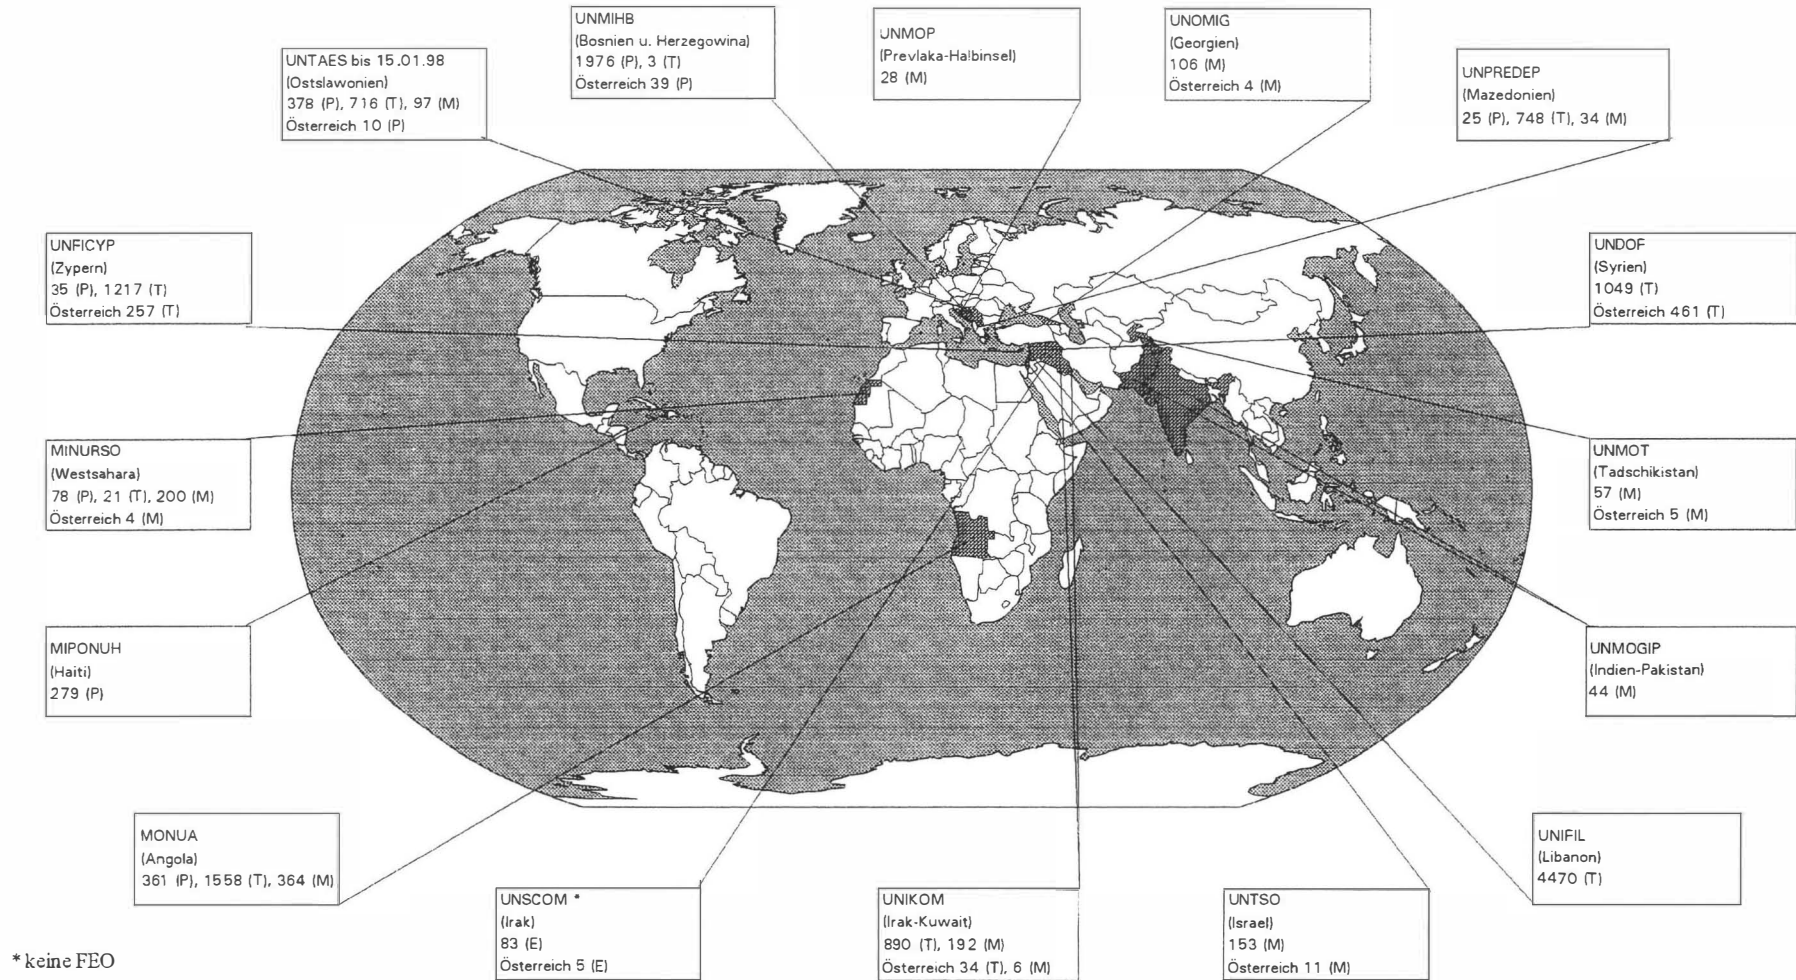 UNMIHB
(Bosnien u. Herzegowina)
1976 (P), 3 (T)
Österreich 39 (P)
UNMOP
(Prevlaka-Halbinsel)
28 (M)
UNOMIG
(Georgien)
106 (M)
Österreich 4 (M)
UNTAES bis 15.01.98
(Ostslawonien)
378 (P), 716 (T), 97 (M)
Österreich 10 (P)
UNPREDEP
(Mazedonien)
25 (P), 748 (T), 34 (M)
UNFICYP
(Zypern)
35 (P), 1217 (T)
Österreich 257 (T)
UNDOF
(Syrien)
1049 (T)
Österreich 461 (T)
MINURSO
(Westsahara)
78 (P), 21 (T), 200 (M)
Österreich 4 (M)
UNMOT
(Tadschikistan)
57 (M)
Österreich 5 (M)
MIPONUH
(Haiti)
279 (P)
UNMOGIP
(Indien-Pakistan)
44 (M)
MONUA
(Angola)
361 (P), 1558 (T), 364 (M)
UNIFIL
(Libanon)
4470 (T)
UNSCOM *
(Irak)
83 (E)
Österreich 5 (E)
UNIKOM
(Irak-Kuwait)
890 (T), 192 (M)
Österreich 34 (T), 6 (M)
UNTSO
(Israel)
153 (M)
Österreich 11 (M)
* keine FEO